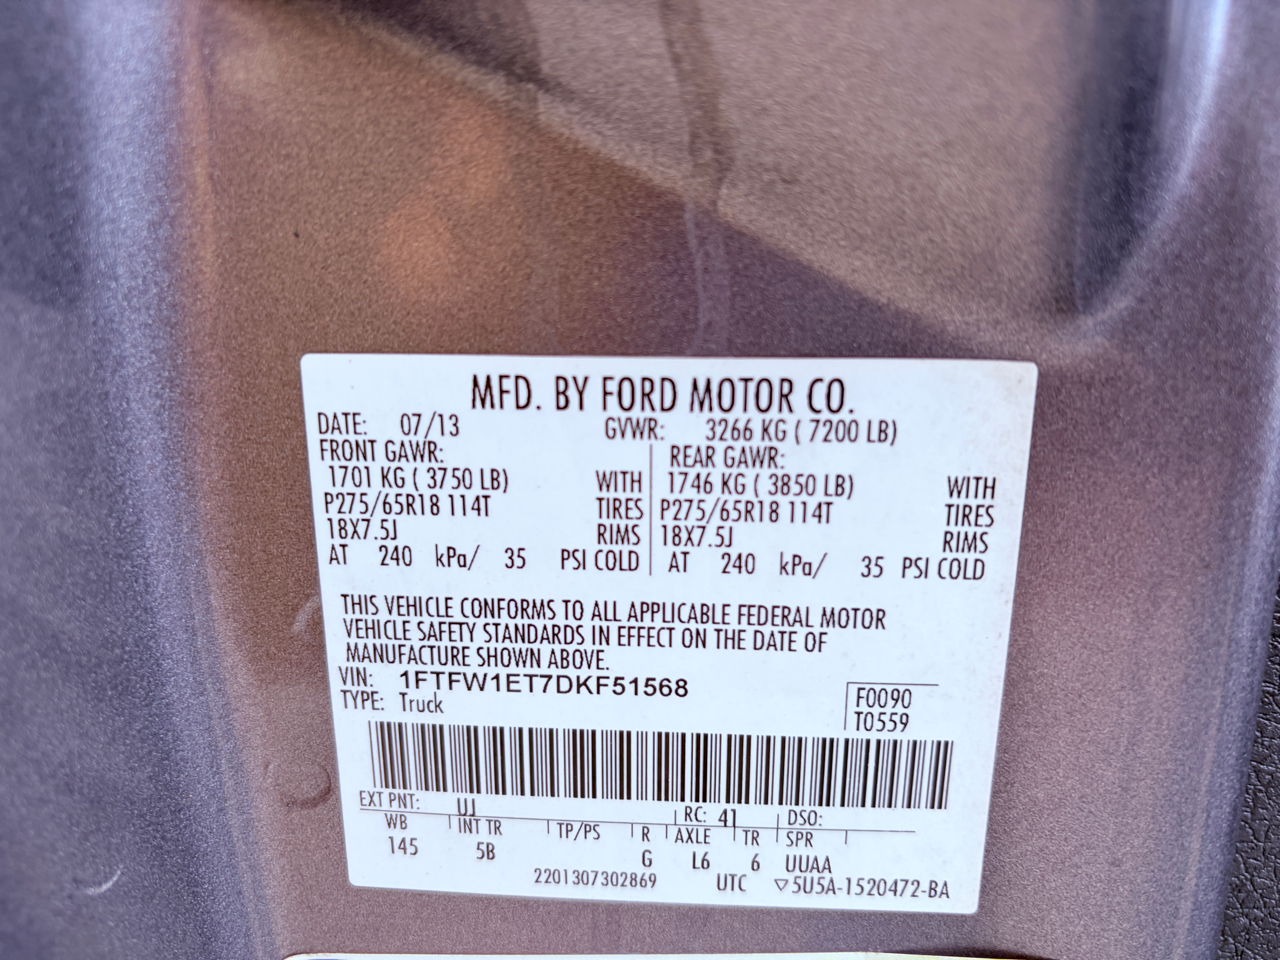 MFD. BY FORD MOTOR CO.
DATE: 07/13 GVWR: 3266 KG ( 7200 LB)
FRONT GAWR: REAR GAWR:
1701 KG ( 3750 LB) WITH 1746 KG ( 3850 LB) WITH
P275/65R18 114T TIRES P275/65R18 114T TIRES
18X7.5J RIMS 18X7.5J RIMS
AT 240 kPa/ 35 PSI COLD AT 240 kPa/ 35 PSI COLD
THIS VEHICLE CONFORMS TO ALL APPLICABLE FEDERAL MOTOR
VEHICLE SAFETY STANDARDS IN EFFECT ON THE DATE OF
MANUFACTURE SHOWN ABOVE.
VIN: 1FTFW1ET7DKF51568
TYPE: Truck
F0090
T0559
EXT PNT: UJ RC: 41 DSO:
WB INT TR TP/PS R AXLE TR SPR
145 5B G L6 6 UUAA
2201307302869 UTC ▽5U5A-1520472-BA